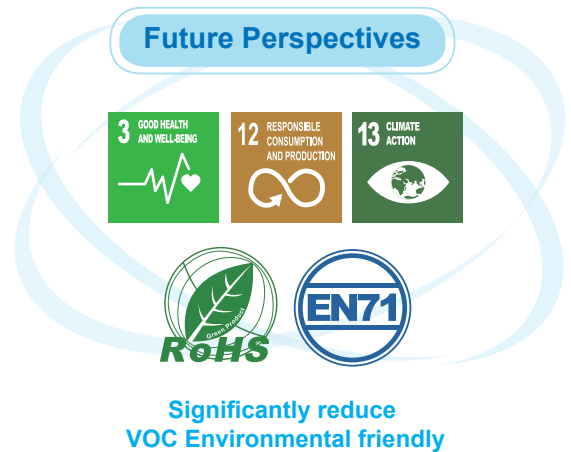 Future Perspectives
3 GOOD HEALTH
AND WELL-BEING
12 RESPONSIBLE
CONSUMPTION
AND PRODUCTION
13 CLIMATE
ACTION
Green Product
RoHS
EN71
Significantly reduce
VOC Environmental friendly